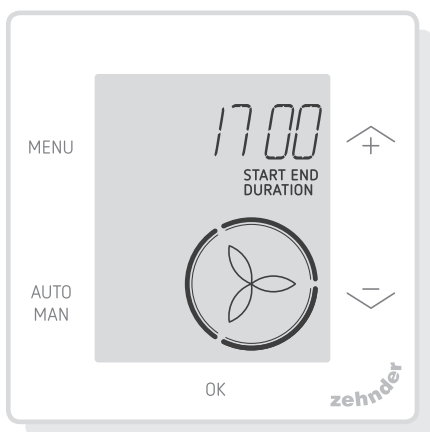 17 00
START END
DURATION
MENU
+
AUTO
MAN
-
OK
zehnder